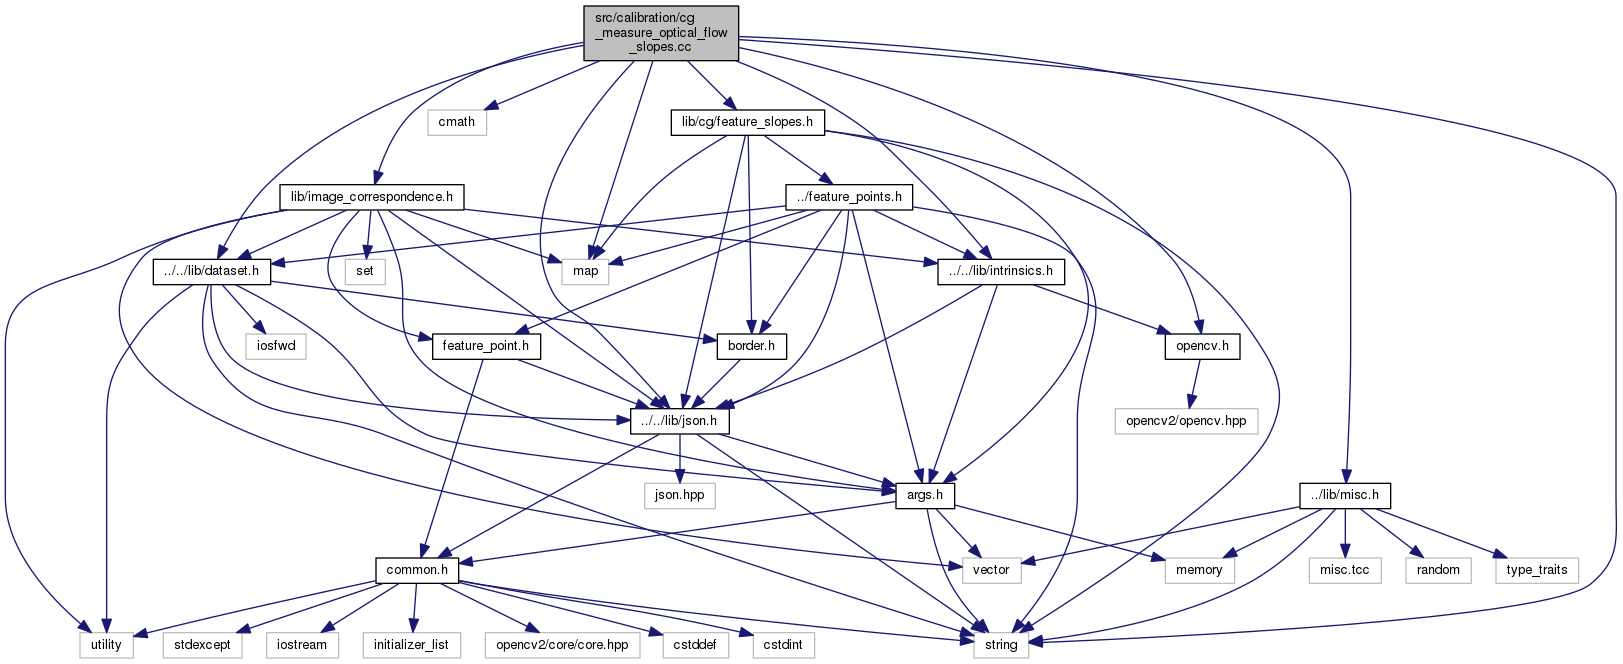 src/calibration/cg
_measure_optical_flow
_slopes.cc
cmath
lib/cg/feature_slopes.h
lib/image_correspondence.h
../feature_points.h
../../lib/dataset.h
set
map
../../lib/intrinsics.h
iosfwd
feature_point.h
border.h
opencv.h
../../lib/json.h
opencv2/opencv.hpp
json.hpp
args.h
../lib/misc.h
common.h
vector
memory
misc.tcc
random
type_traits
utility
stdexcept
iostream
initializer_list
opencv2/core/core.hpp
cstddef
cstdint
string